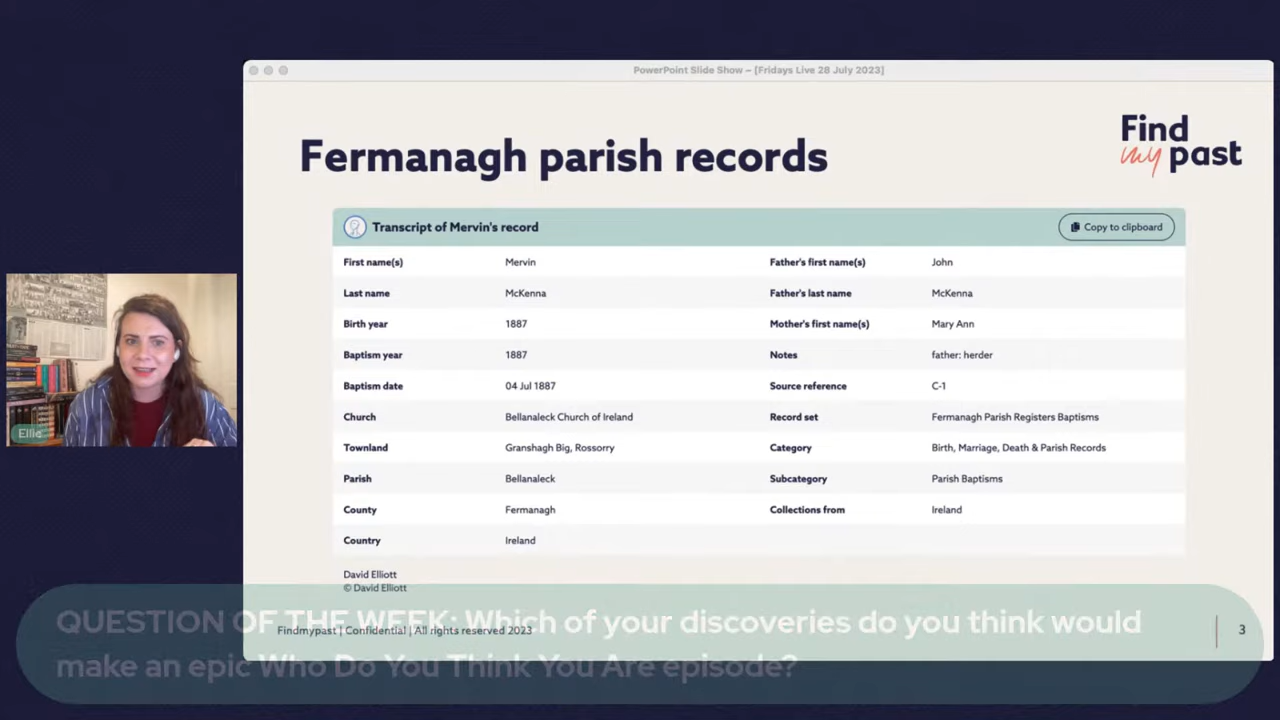 PowerPoint Slide Show – [Fridays Live 28 July 2023]
Fermanagh parish records
Find
my past
Transcript of Mervin's record
Copy to clipboard
First name(s) Mervin Father's first name(s) John
Last name McKenna Father's last name McKenna
Birth year 1887 Mother's first name(s) Mary Ann
Baptism year 1887 Notes father: herder
Baptism date 04 Jul 1887 Source reference C-1
Church Bellanaleck Church of Ireland Record set Fermanagh Parish Registers Baptisms
Townland Granshagh Big, Rossorry Category Birth, Marriage, Death & Parish Records
Parish Bellanaleck Subcategory Parish Baptisms
County Fermanagh Collections from Ireland
Country Ireland
Ellie
David Elliott
© David Elliott
QUESTION OF THE WEEK: Which of your discoveries do you think would
make an epic Who Do You Think You Are episode?
Findmypast | Confidential | All rights reserved 2023
3